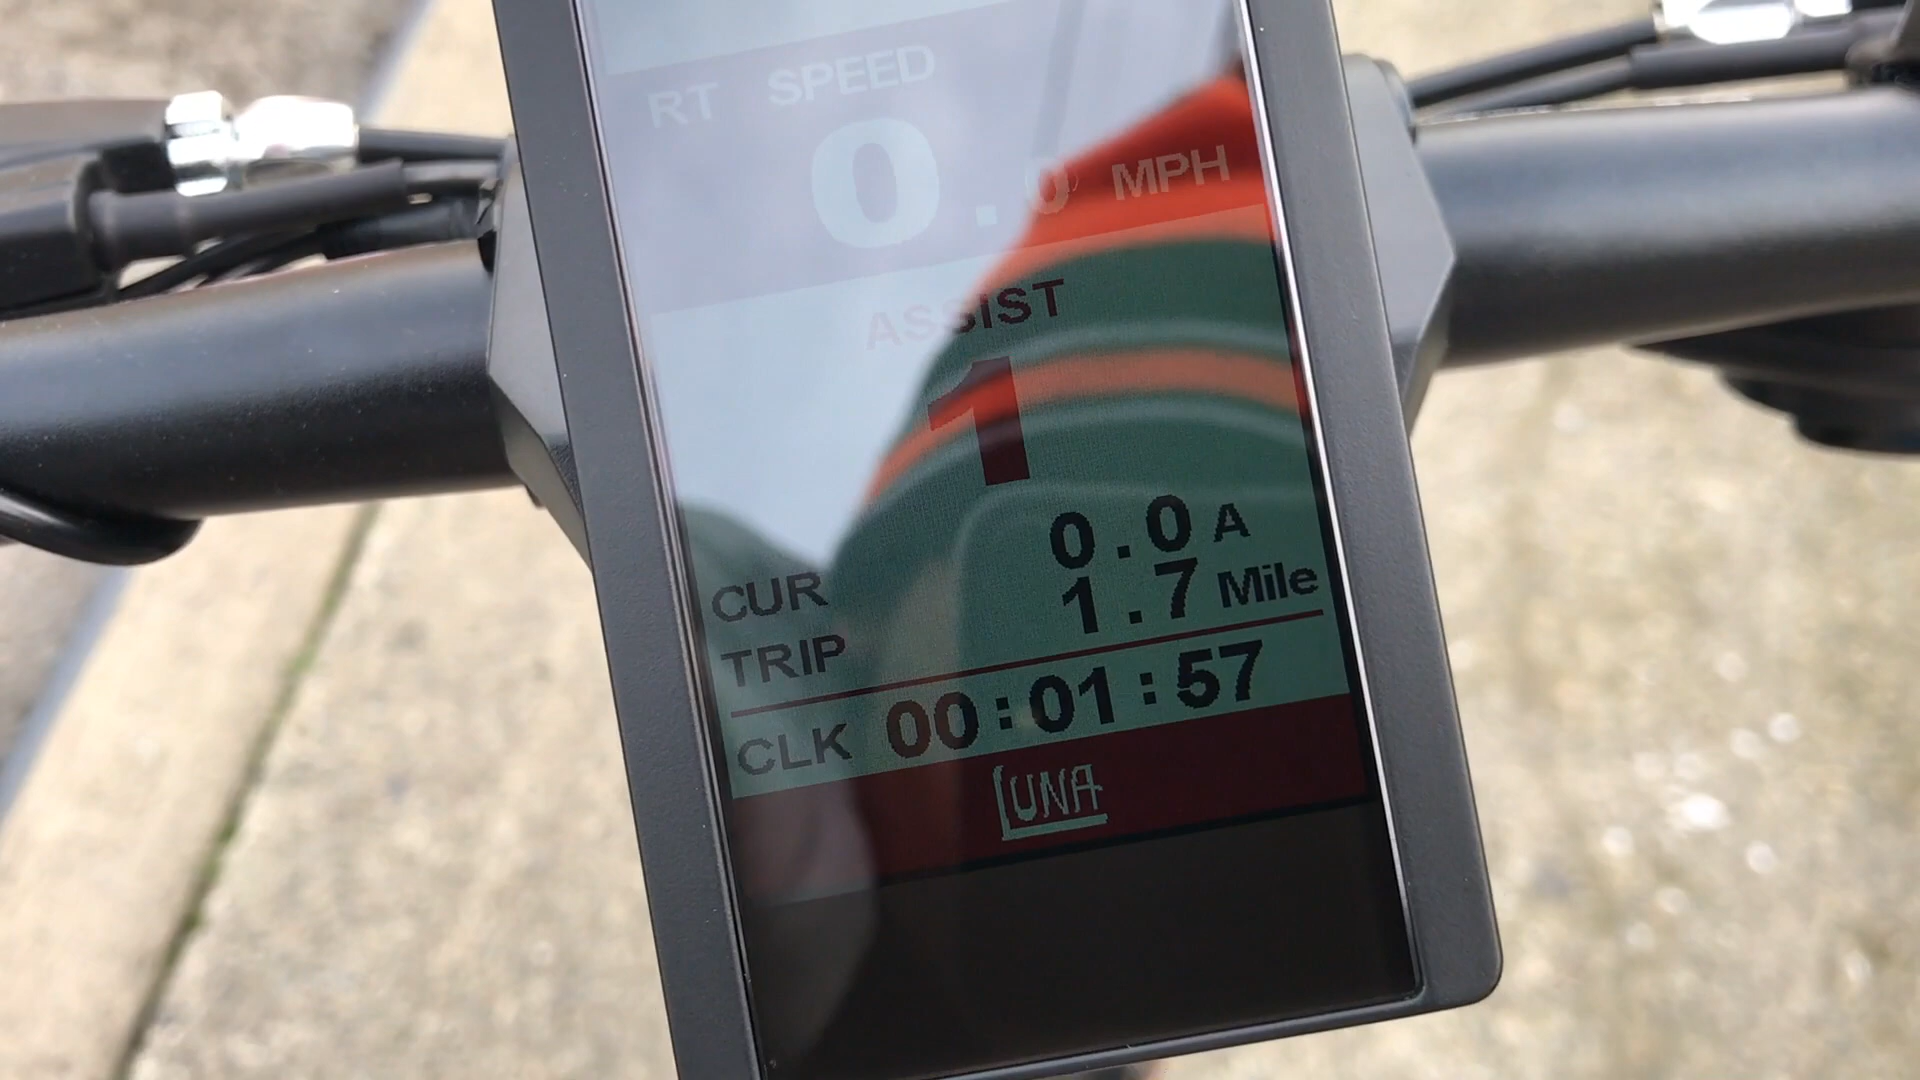 RT SPEED
0.0 MPH
ASSIST
1
CUR 0.0 A
TRIP 1.7 Mile
CLK 00:01:57
LUNA